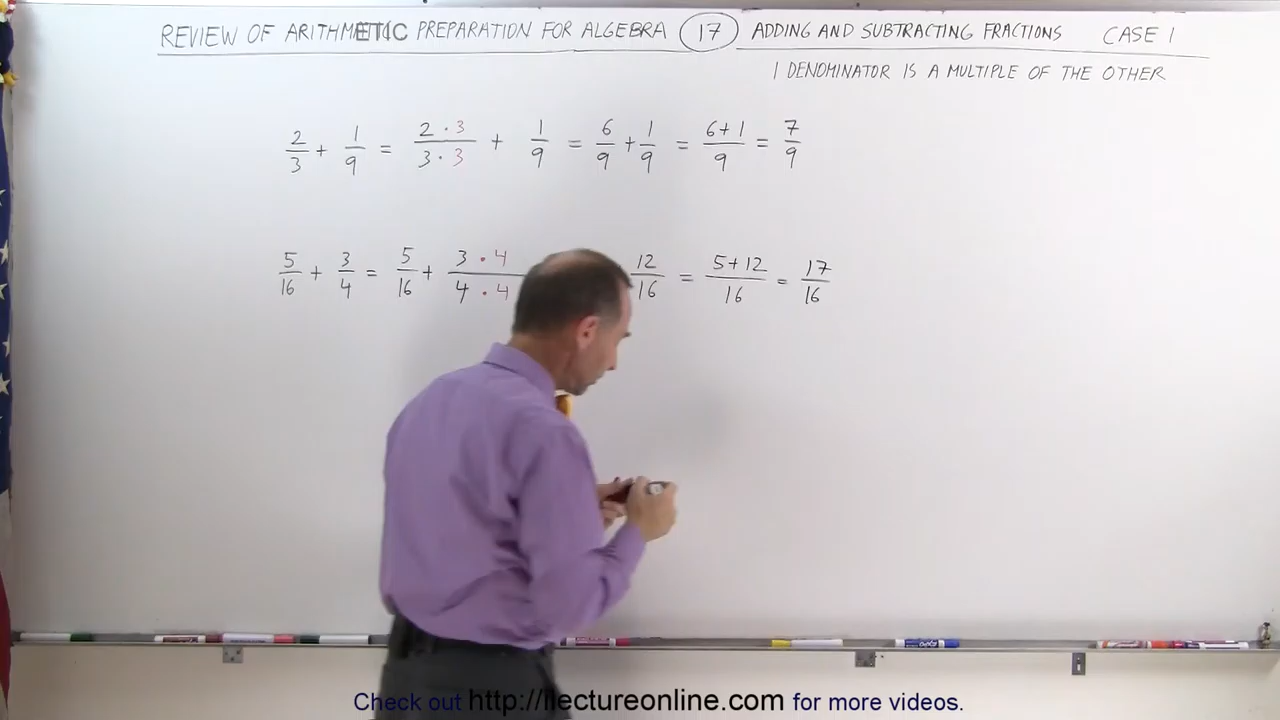 REVIEW OF ARITHMETIC PREPARATION FOR ALGEBRA 17 ADDING AND SUBTRACTING FRACTIONS CASE 1
1 DENOMINATOR IS A MULTIPLE OF THE OTHER
2/3 + 1/9 = 2 · 3/3 · 3 + 1/9 = 6/9 + 1/9 = 6+1/9 = 7/9
5/16 + 3/4 = 5/16 + 3 · 4/4 · 4 12/16 = 5+12/16 = 17/16
Check out http://ilectureonline.com for more videos.